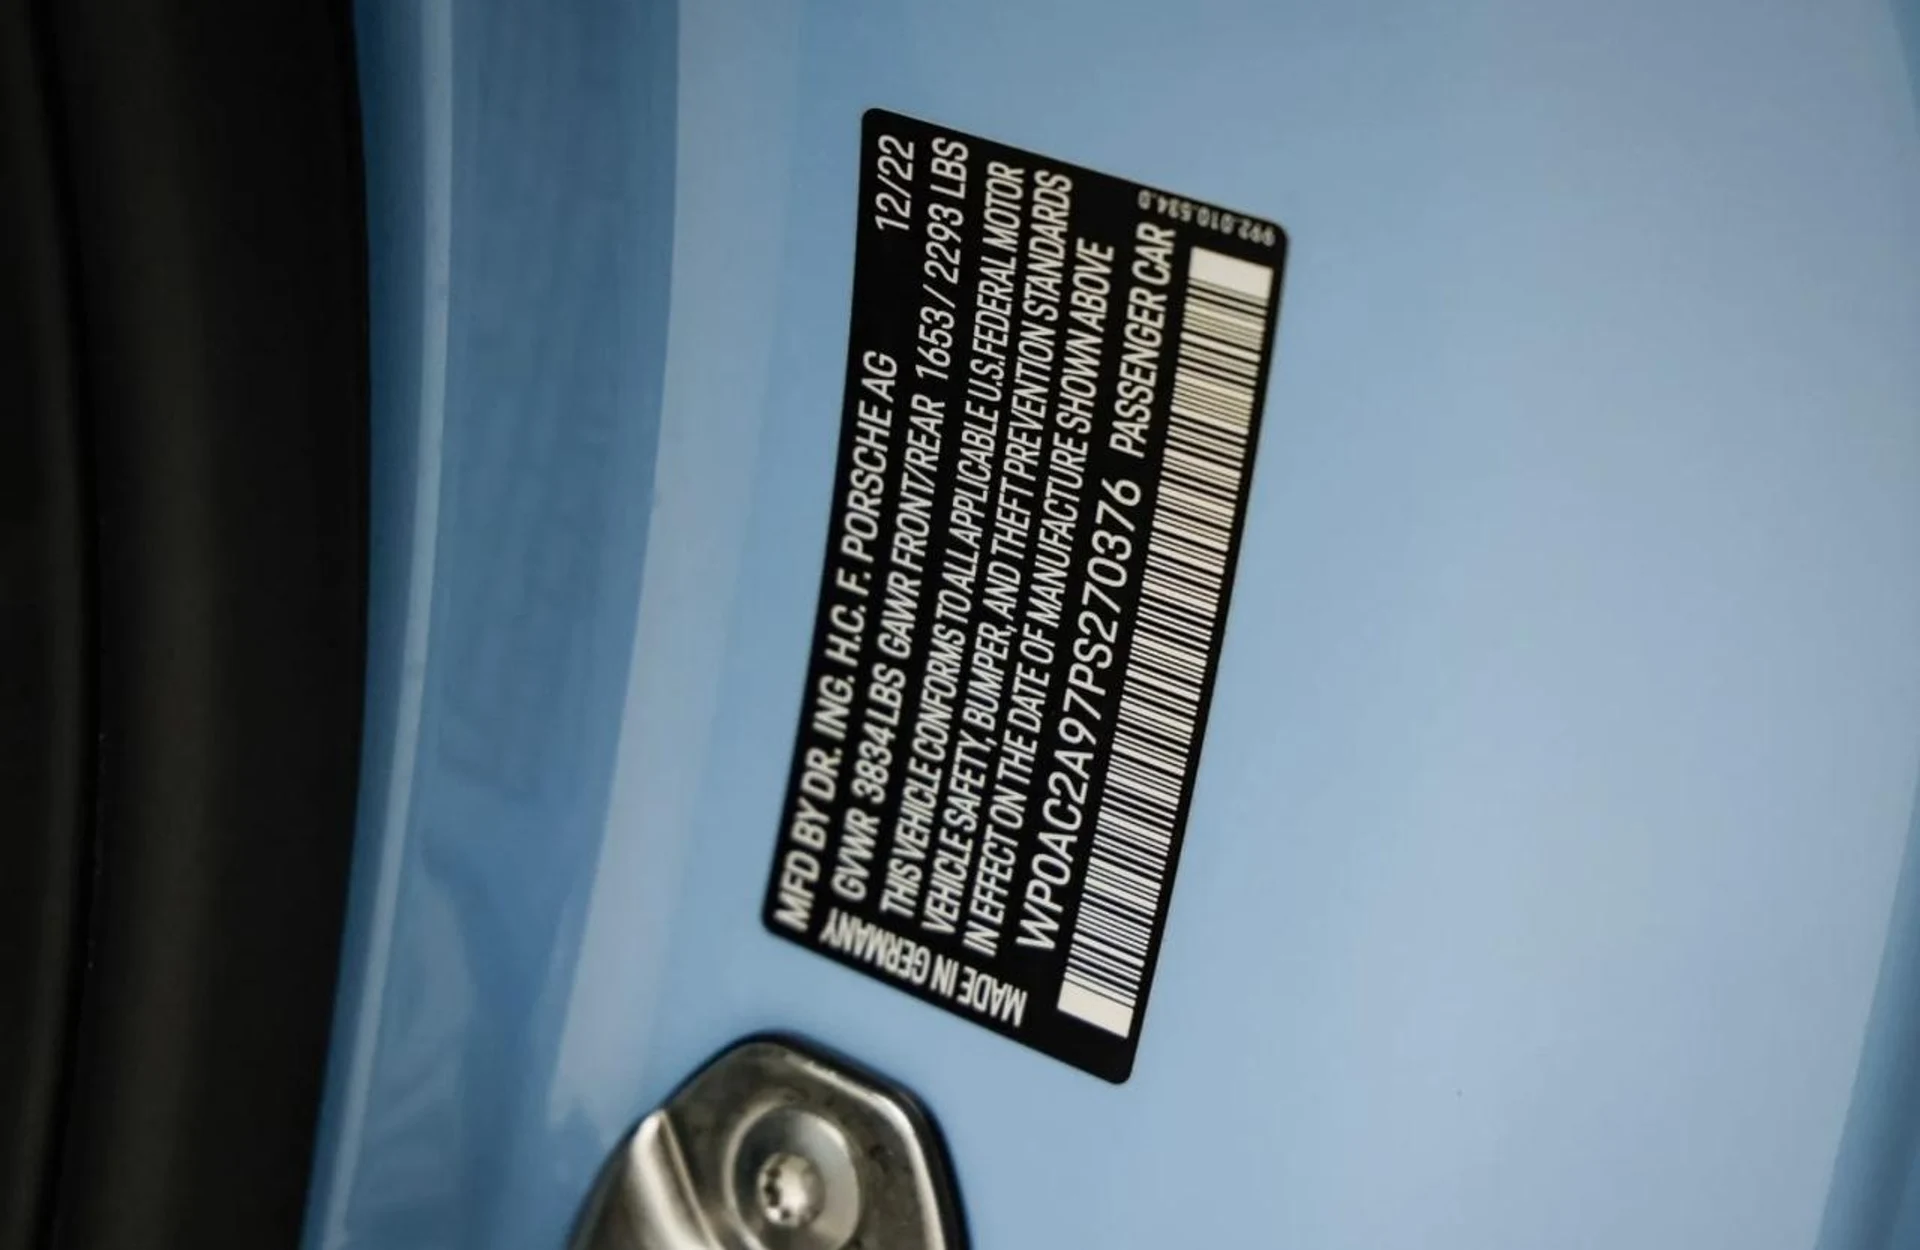 MFD BY DR. ING. H.C. F. PORSCHE AG 12/22
GVWR 3834 LBS GAWR FRONT/REAR 1653 / 2293 LBS
THIS VEHICLE CONFORMS TO ALL APPLICABLE U.S. FEDERAL MOTOR
VEHICLE SAFETY, BUMPER, AND THEFT PREVENTION STANDARDS
IN EFFECT ON THE DATE OF MANUFACTURE SHOWN ABOVE
WP0AC2A97PS270376 PASSENGER CAR
MADE IN GERMANY
992.010.534.D